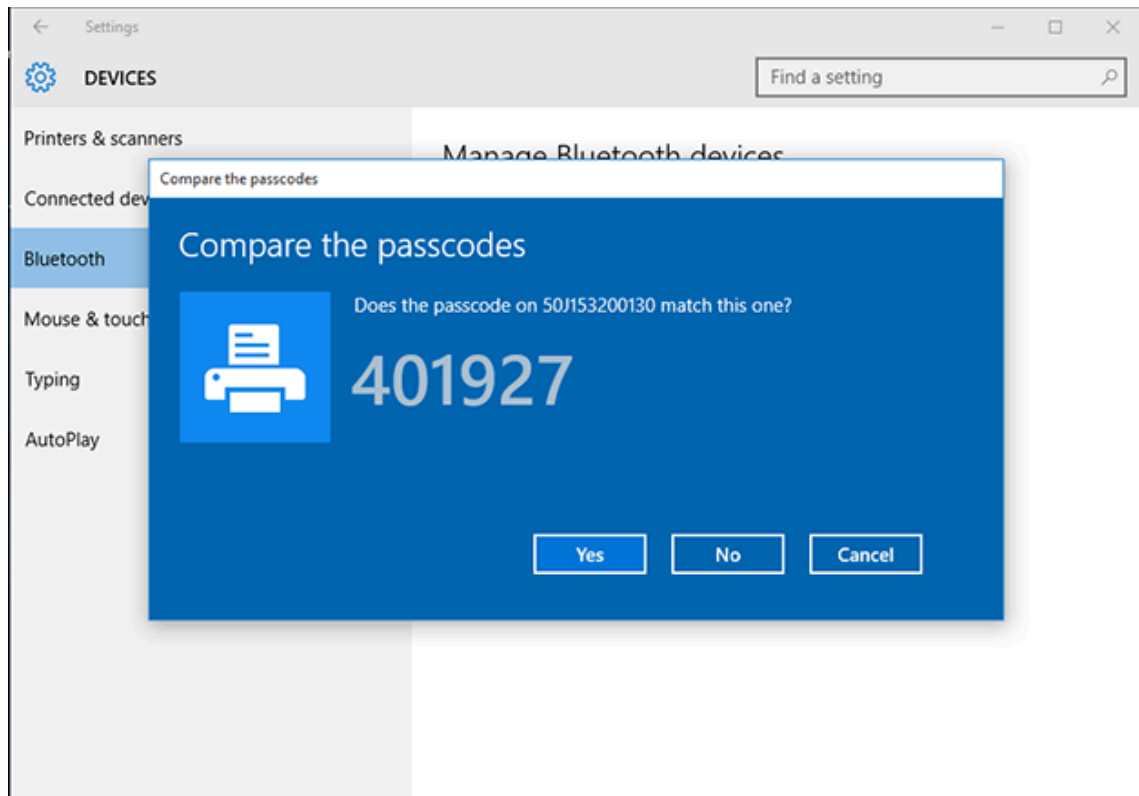 Settings
DEVICES
Find a setting
Printers & scanners
Manage Bluetooth devices
Connected dev
Bluetooth
Mouse & touch
Typing
AutoPlay
Compare the passcodes
Compare the passcodes
Does the passcode on 50J153200130 match this one?
401927
Yes No Cancel